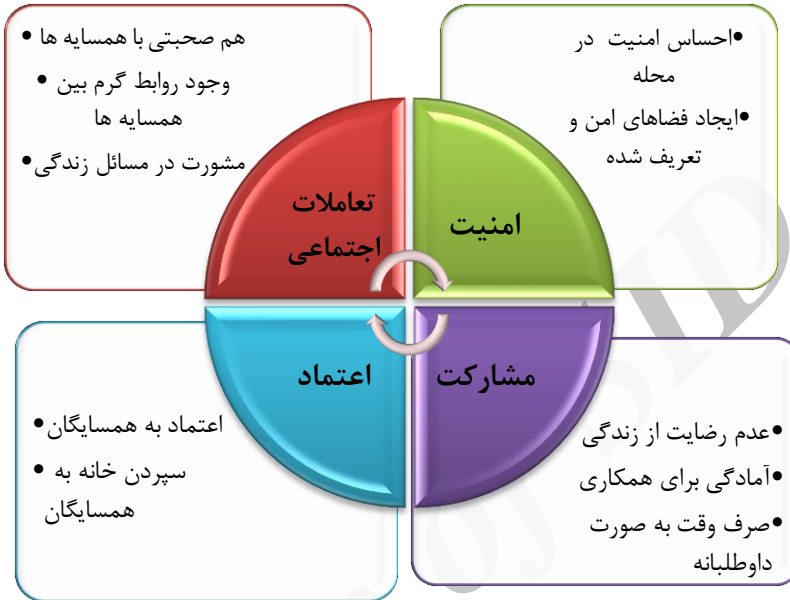 •احساس امنیت در
محله
•ایجاد فضاهای امن و
تعریف شده
امنیت
هم صحبتی با همسایه ها •
وجود روابط گرم بین •
همسایه ها
مشورت در مسائل زندگی•
تعاملات
اجتماعی
مشارکت
•عدم رضایت از زندگی
•آمادگی برای همکاری
•صرف وقت به صورت
داوطلبانه
اعتماد
اعتماد به همسایگان•
سپردن خانه به •
همسایگان
SID